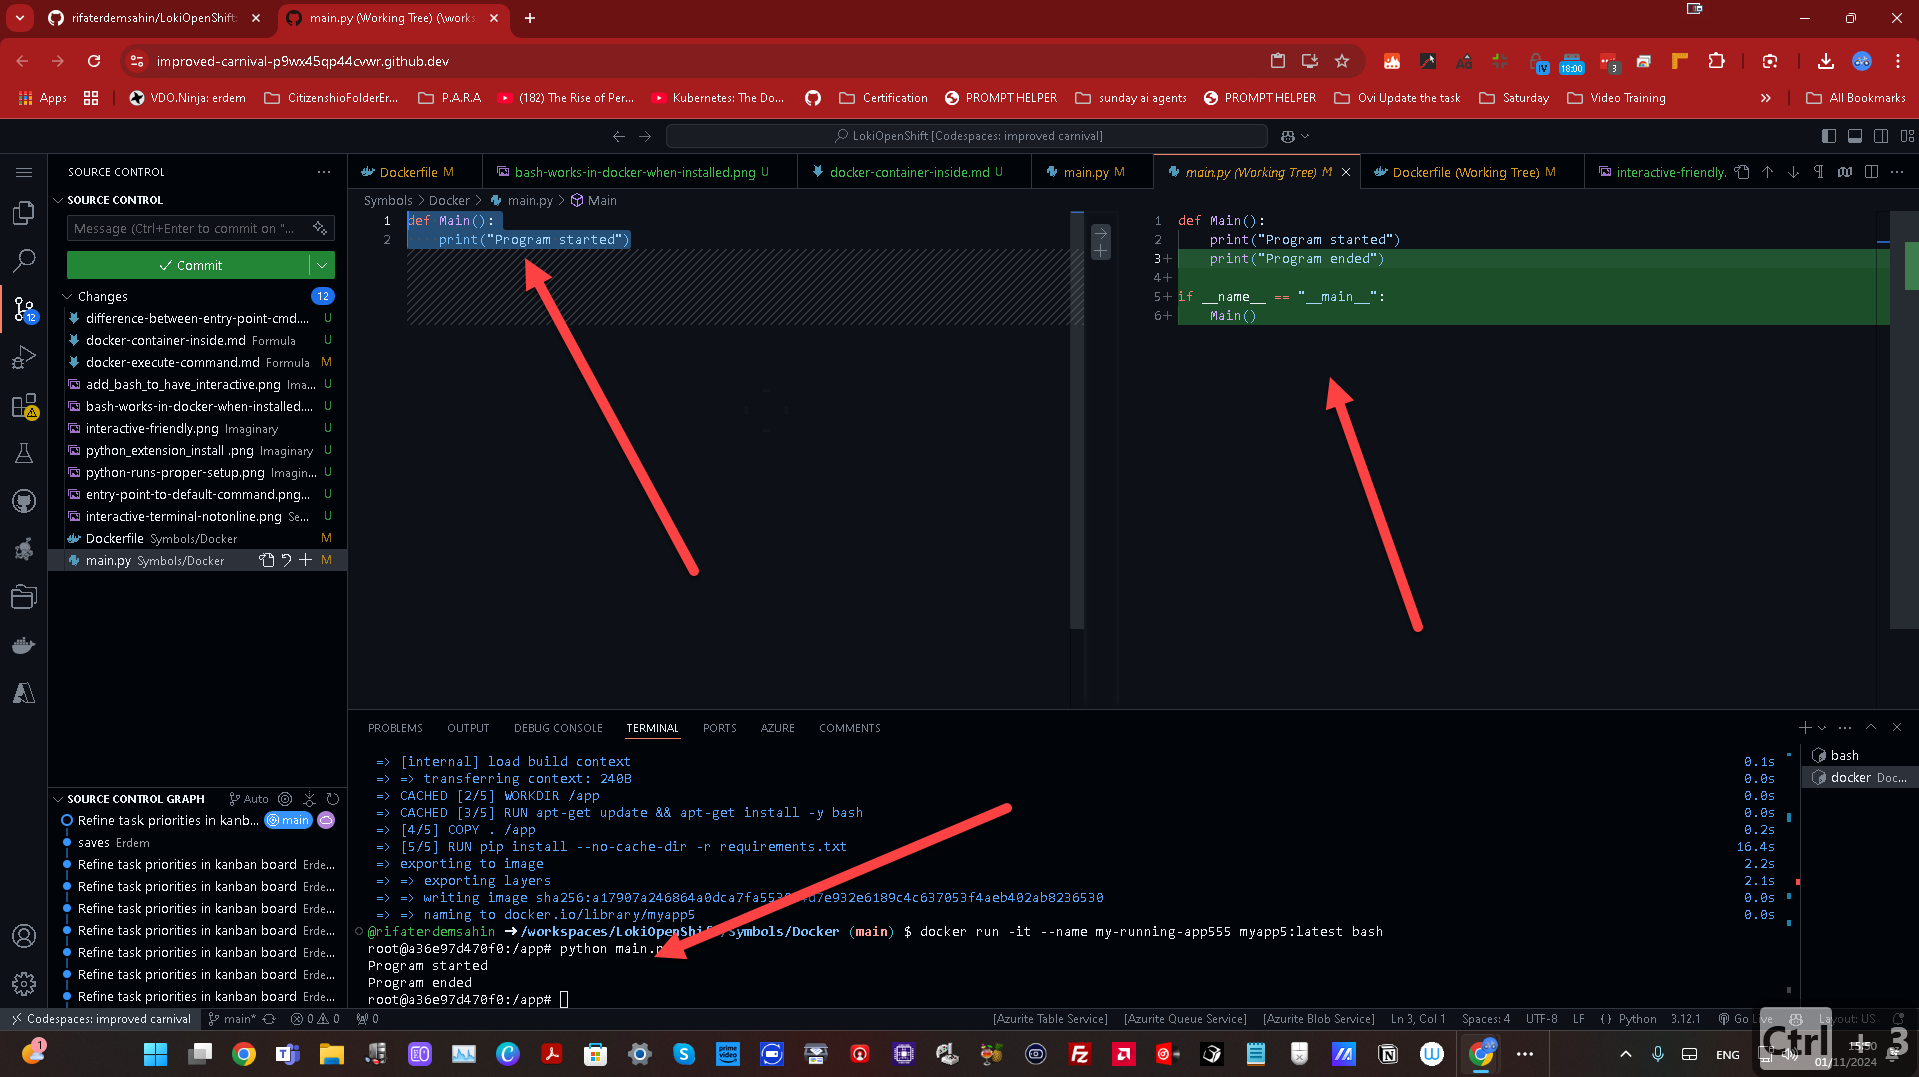 rifaterdemsahin/LokiOpenShift:
main.py (Working Tree) (\works
improved-carnival-p9wx45qp44cvwr.github.dev
IV
18:00
3
Apps
VDO.Ninja: erdem
CitizenshioFolderEr...
P.A.R.A
(182) The Rise of Per...
Kubernetes: The Do...
Certification
PROMPT HELPER
sunday ai agents
PROMPT HELPER
Ovi Update the task
Saturday
Video Training
All Bookmarks
LokiOpenShift [Codespaces: improved carnival]
SOURCE CONTROL
SOURCE CONTROL
Message (Ctrl+Enter to commit on "...
Commit
Changes 12
difference-between-entry-point-cmd.... U
docker-container-inside.md Formula U
docker-execute-command.md Formula M
add_bash_to_have_interactive.png Ima... U
bash-works-in-docker-when-installed.... U
interactive-friendly.png Imaginary U
python_extension_install .png Imaginary U
python-runs-proper-setup.png Imagin... U
entry-point-to-default-command.png... U
interactive-terminal-notonline.png Se... U
Dockerfile Symbols/Docker M
main.py Symbols/Docker M
12
SOURCE CONTROL GRAPH Auto
Refine task priorities in kanb... main
saves Erdem
Refine task priorities in kanban board Erde...
Refine task priorities in kanban board Erde...
Refine task priorities in kanban board Erde...
Refine task priorities in kanban board Erde...
Refine task priorities in kanban board Erde...
Refine task priorities in kanban board Erde...
Refine task priorities in kanban board Erde...
Dockerfile M
bash-works-in-docker-when-installed.png U
docker-container-inside.md U
main.py M
main.py (Working Tree) M
Dockerfile (Working Tree) M
interactive-friendly.
Symbols > Docker > main.py > Main
1 def Main():
2 print("Program started")
1 def Main():
2 print("Program started")
3+ print("Program ended")
4+
5+ if __name__ == "__main__":
6+ Main()
PROBLEMS OUTPUT DEBUG CONSOLE TERMINAL PORTS AZURE COMMENTS
=> [internal] load build context 0.1s
=> => transferring context: 240B 0.0s
=> CACHED [2/5] WORKDIR /app 0.0s
=> CACHED [3/5] RUN apt-get update && apt-get install -y bash 0.0s
=> [4/5] COPY . /app 0.2s
=> [5/5] RUN pip install --no-cache-dir -r requirements.txt 16.4s
=> exporting to image 2.2s
=> => exporting layers 2.1s
=> => writing image 0.0s
=> => naming to docker.io/library/myapp5 0.0s
@rifaterdemsahin ➜ /workspaces/LokiOpenShift/Symbols/Docker (main) $ docker run -it --name my-running-app555 myapp5:latest bash
root@a36e97d470f0:/app# python main.p
Program started
Program ended
root@a36e97d470f0:/app#
bash
docker Doc...
Codespaces: improved carnival
main*
0 0
0
[Azurite Table Service] [Azurite Queue Service] [Azurite Blob Service] Ln 3, Col 1 Spaces: 4 UTF-8 LF {} Python 3.12.1 Go Live Layout: US
1
ENG
15:50
01/11/2024
Ctrl + 3